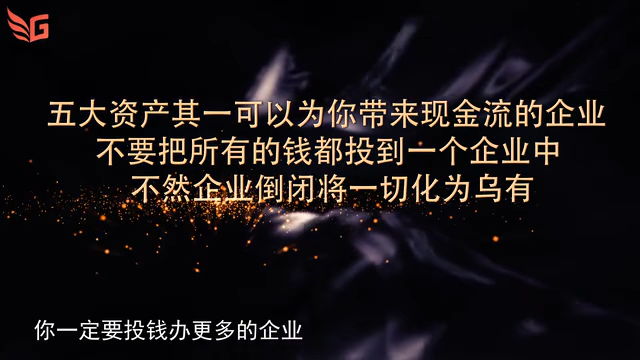 G
五大资产其一可以为你带来现金流的企业
不要把所有的钱都投到一个企业中
不然企业倒闭将一切化为乌有
你一定要投钱办更多的企业